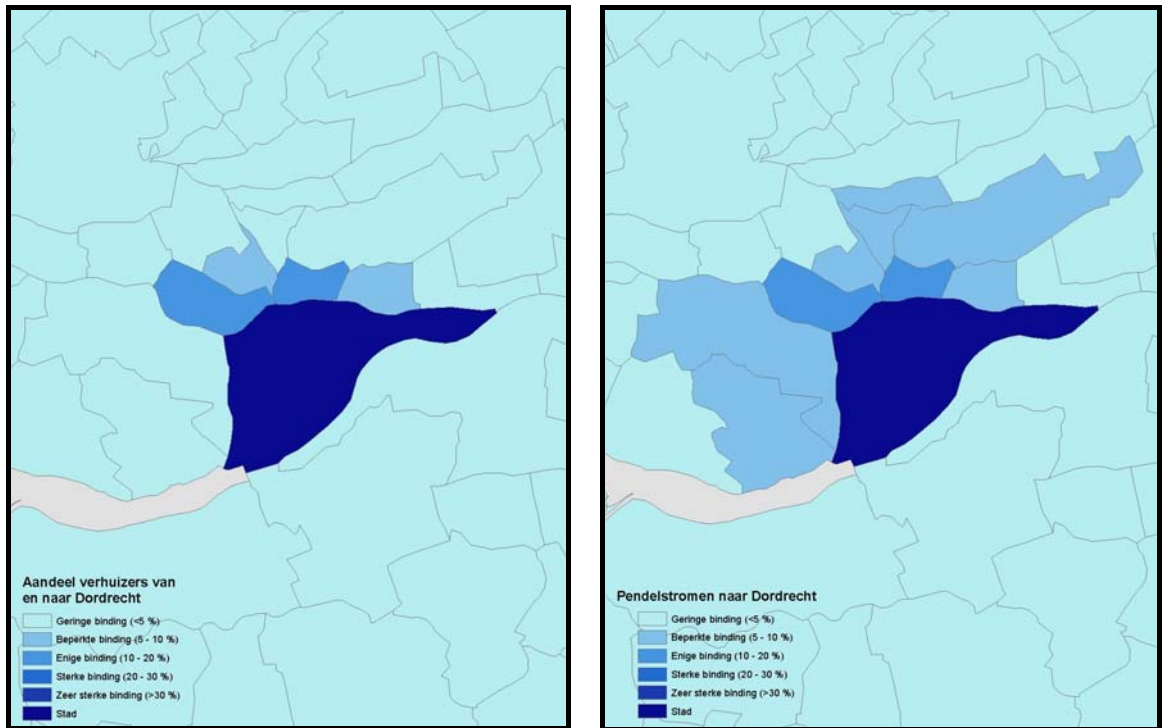 Aandeel verhuizers van
en naar Dordrecht
Geringe binding (<5 %)
Beperkte binding (5 - 10 %)
Enige binding (10 - 20 %)
Sterke binding (20 - 30 %)
Zeer sterke binding (>30 %)
Stad
Pendelstromen naar Dordrecht
Geringe binding (<5 %)
Beperkte binding (5 - 10 %)
Enige binding (10 - 20 %)
Sterke binding (20 - 30 %)
Zeer sterke binding (>30 %)
Stad